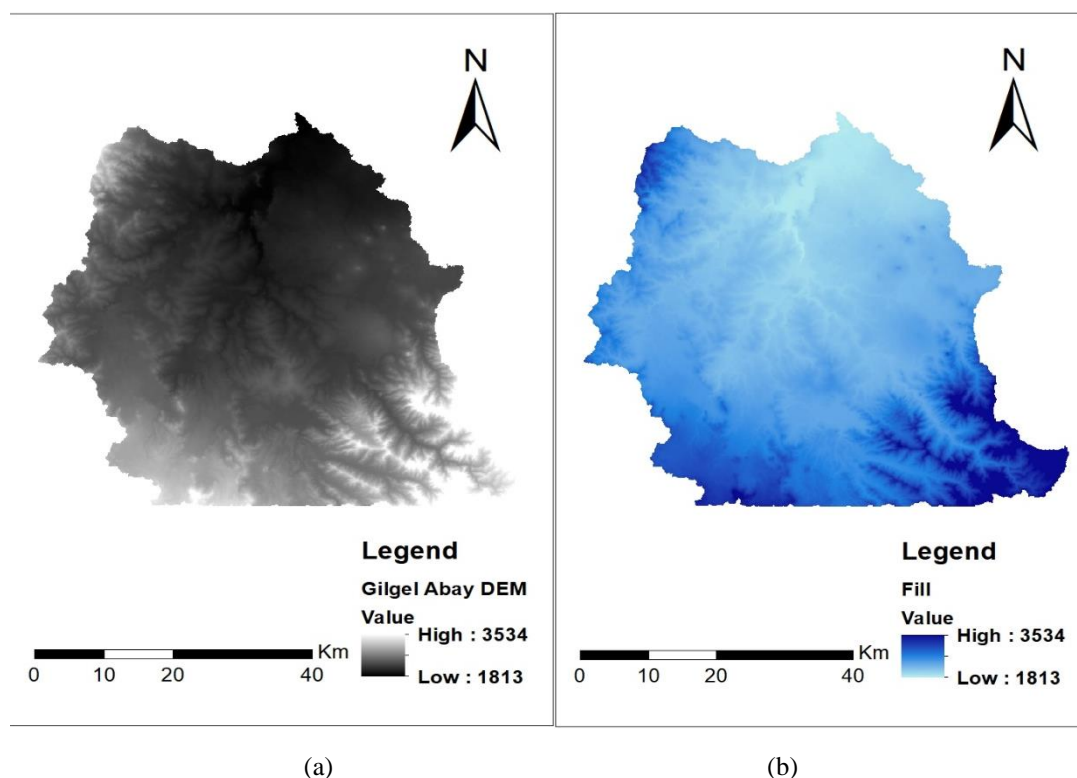 N
Legend
Gilgel Abay DEM
Value
High : 3534
Low : 1813
Km
0 10 20 40
N
Legend
Fill
Value
High : 3534
Low : 1813
Km
0 10 20 40
(a) (b)